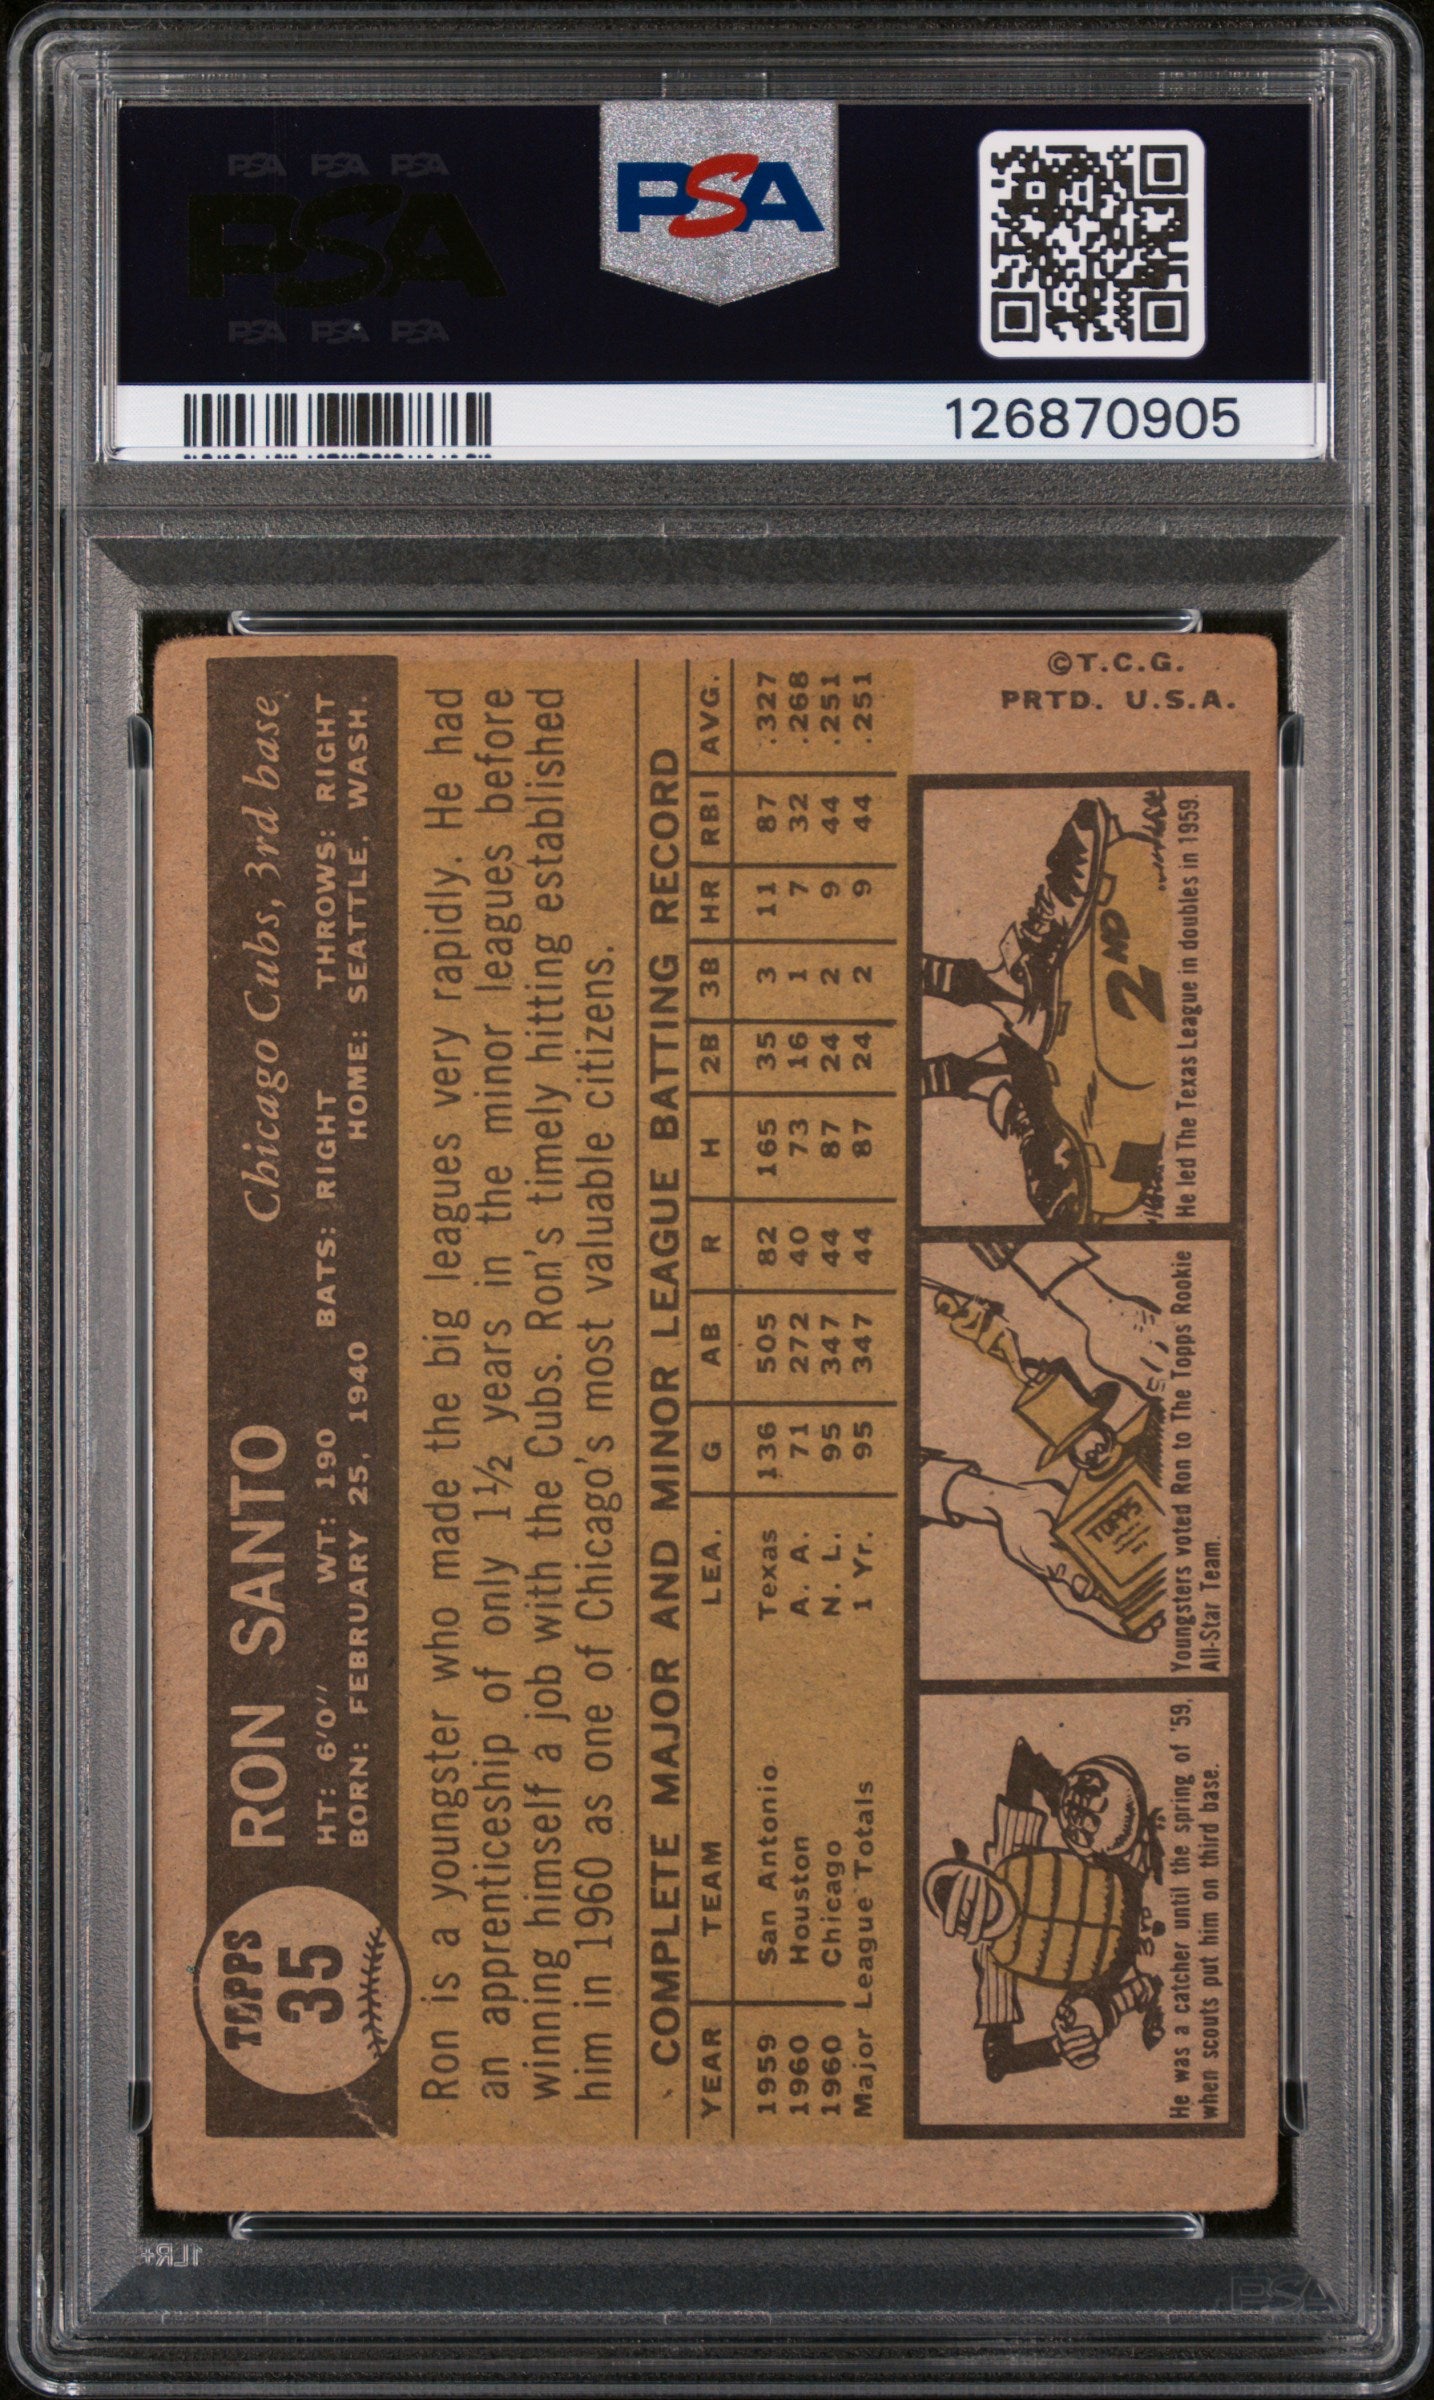 PSA PSA PSA
PSA
PSA PSA PSA
PSA
126870905
TOPPS
35
RON SANTO
Chicago Cubs, 3rd base
HT: 6'0" WT: 190 BATS: RIGHT THROWS: RIGHT
BORN: FEBRUARY 25, 1940 HOME: SEATTLE, WASH.
Ron is a youngster who made the big leagues very rapidly. He had
an apprenticeship of only 1½ years in the minor leagues before
winning himself a job with the Cubs. Ron's timely hitting established
him in 1960 as one of Chicago's most valuable citizens.
COMPLETE MAJOR AND MINOR LEAGUE BATTING RECORD
YEAR TEAM LEA. G AB R H 2B 3B HR RBI AVG.
1959 San Antonio Texas 136 505 82 165 35 3 11 87 .327
1960 Houston A. A. 71 272 40 73 16 1 7 32 .268
1960 Chicago N. L. 95 347 44 87 24 2 9 44 .251
Major League Totals 1 Yr. 95 347 44 87 24 2 9 44 .251
3RD
He was a catcher until the spring of '59,
when scouts put him on third base.
TOPPS
Youngsters voted Ron to The Topps Rookie
All-Star Team.
2ND
He led The Texas League in doubles in 1959.
©T.C.G.
PRTD. U.S.A.
1LR+
PSA